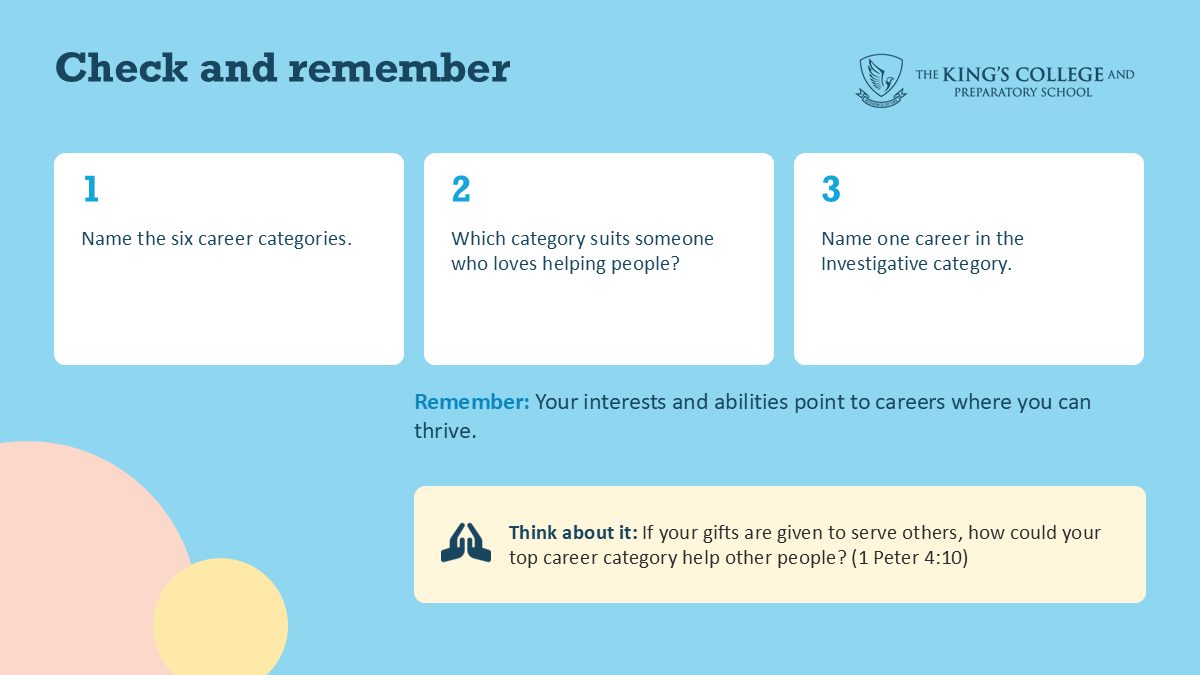 Check and remember
THE KING'S COLLEGE AND
PREPARATORY SCHOOL
1
Name the six career categories.
2
Which category suits someone
who loves helping people?
3
Name one career in the
Investigative category.
Remember: Your interests and abilities point to careers where you can
thrive.
Think about it: If your gifts are given to serve others, how could your
top career category help other people? (1 Peter 4:10)